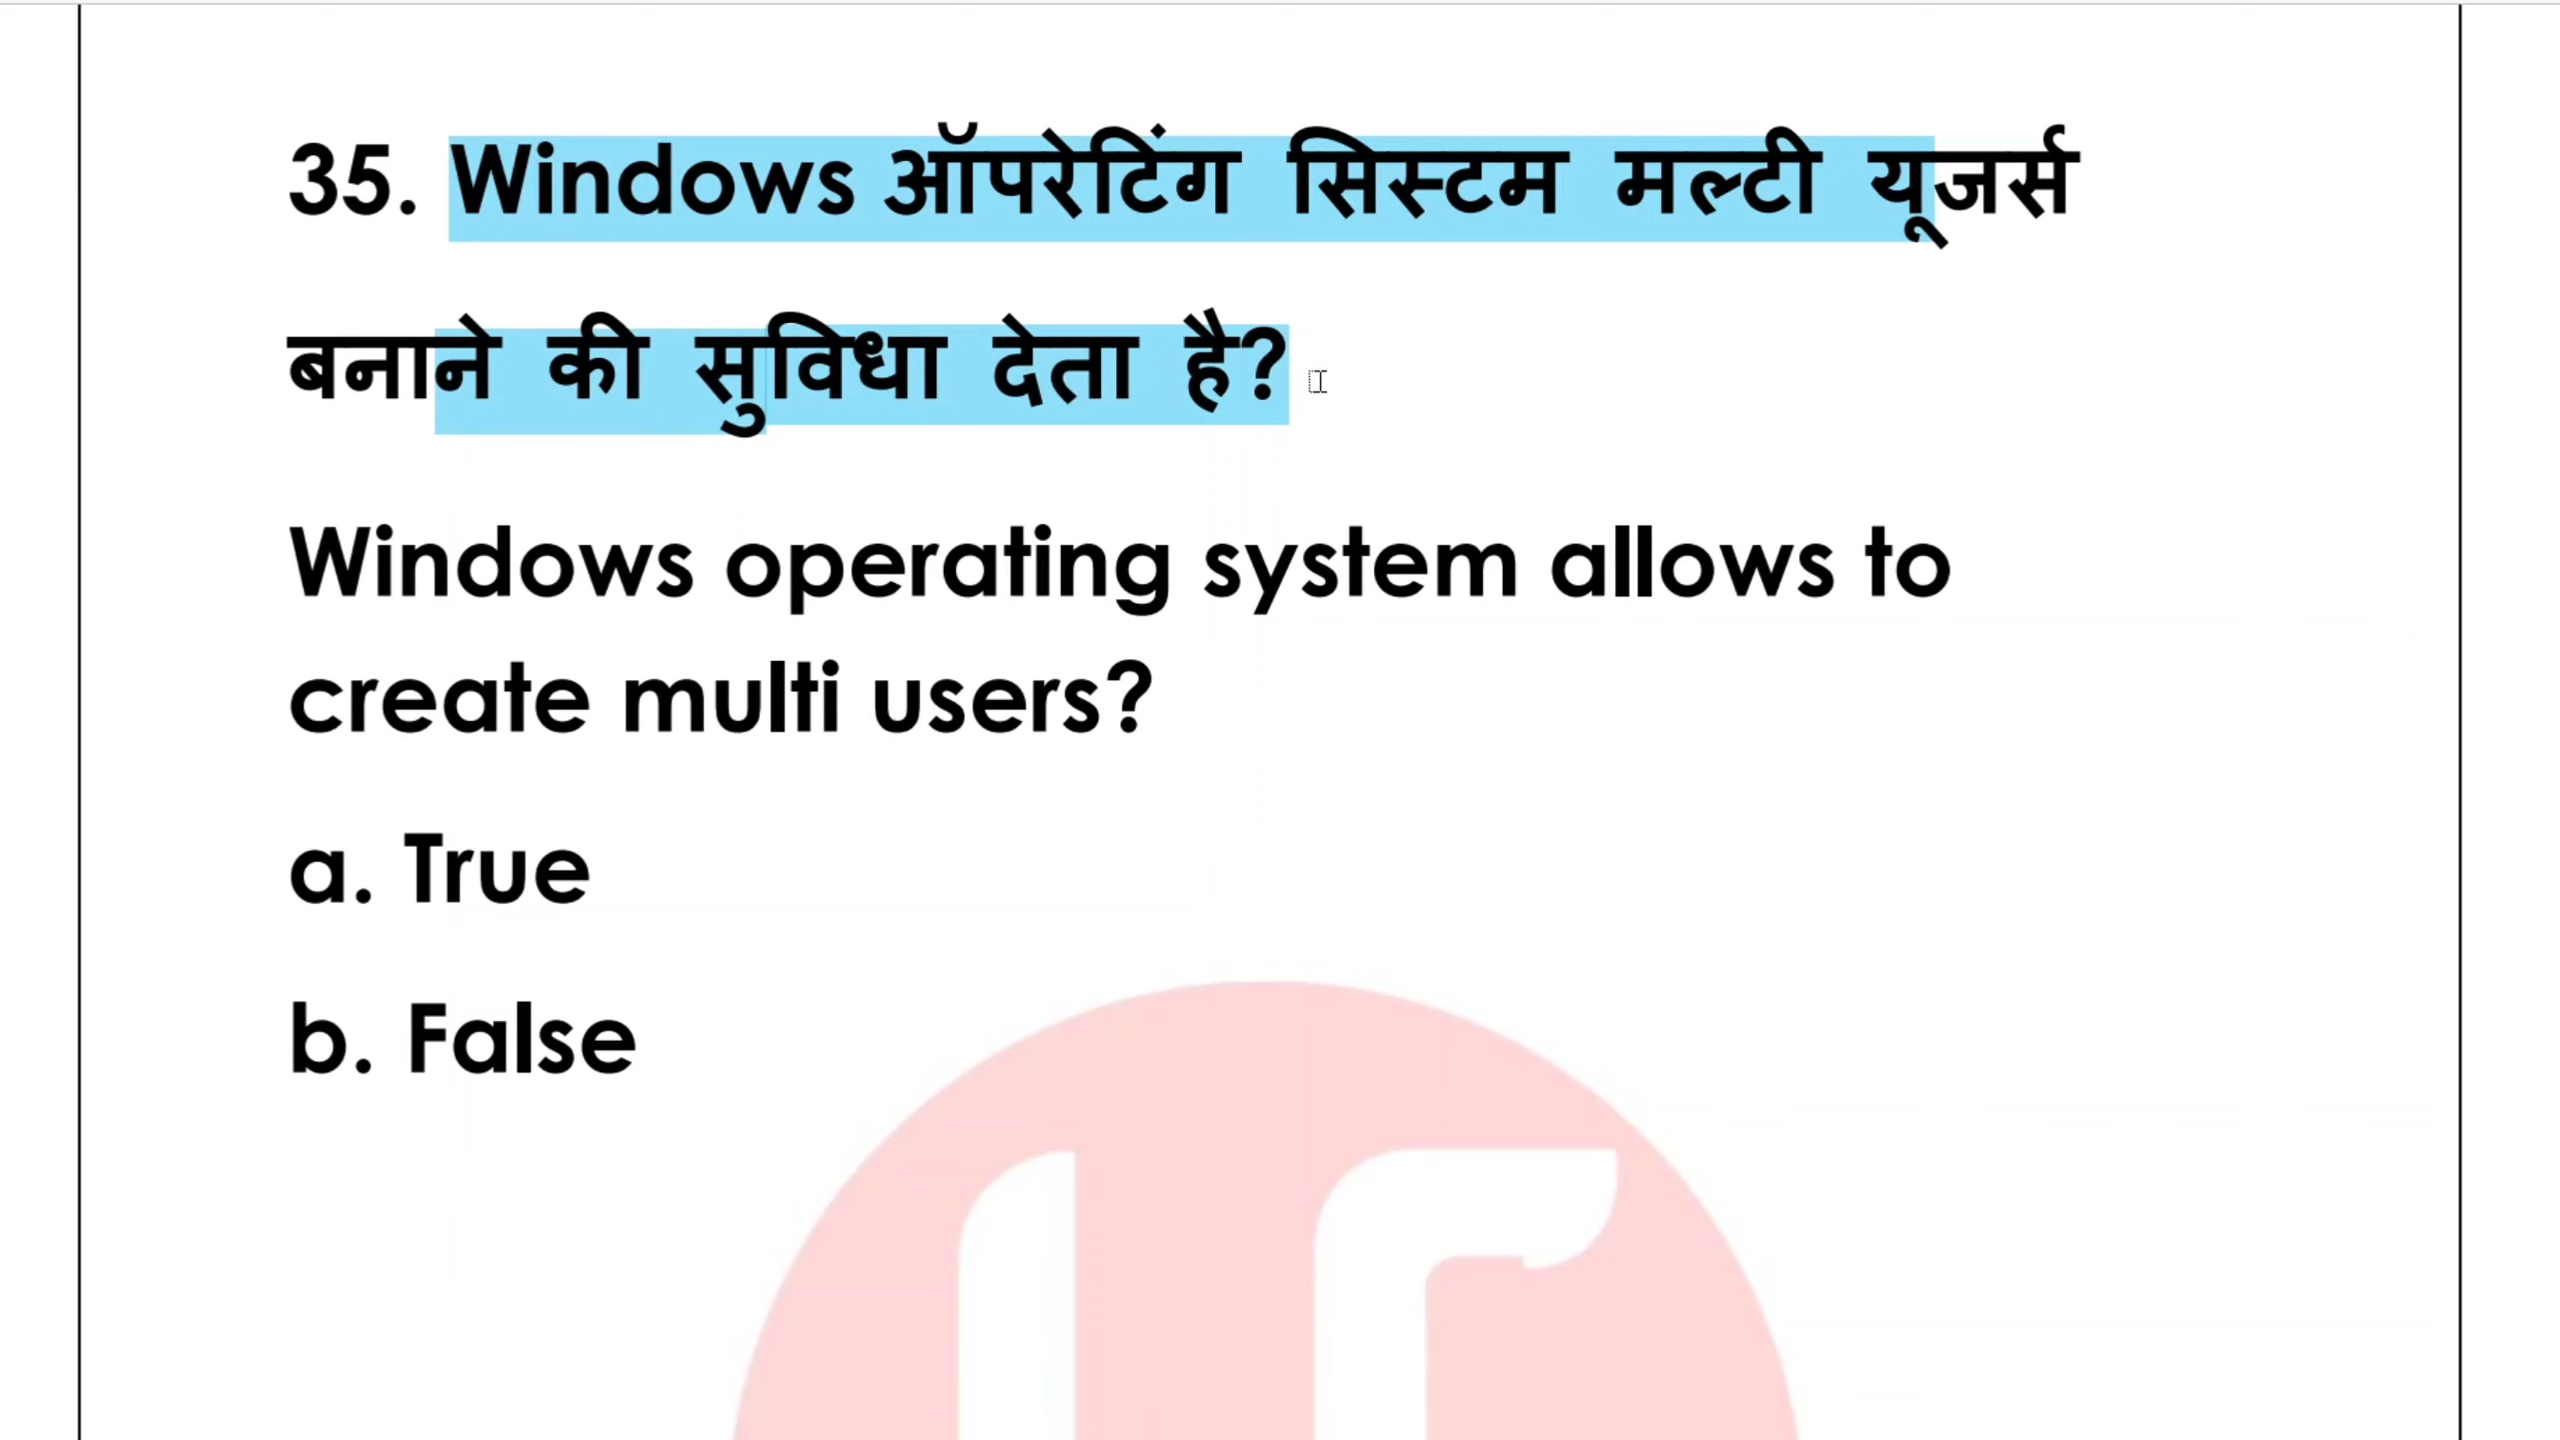 35. Windows ऑपरेटिंग सिस्टम मल्टी यूजर्स
बनाने की सुविधा देता है?
Windows operating system allows to
create multi users?
a. True
b. False